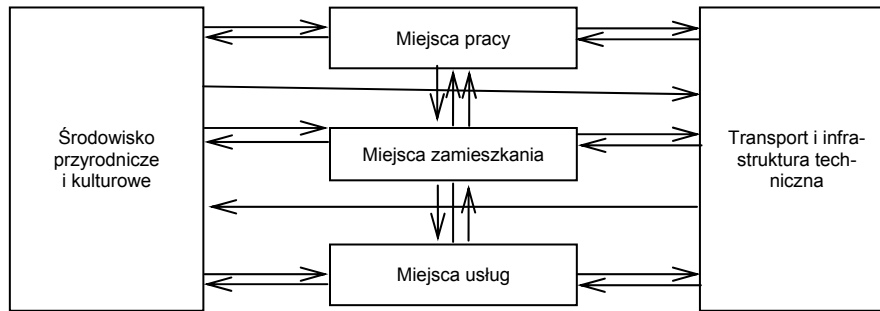 Miejsca pracy
Środowisko
przyrodnicze
i kulturowe
Miejsca zamieszkania
Transport i infra-
struktura tech-
niczna
Miejsca usług